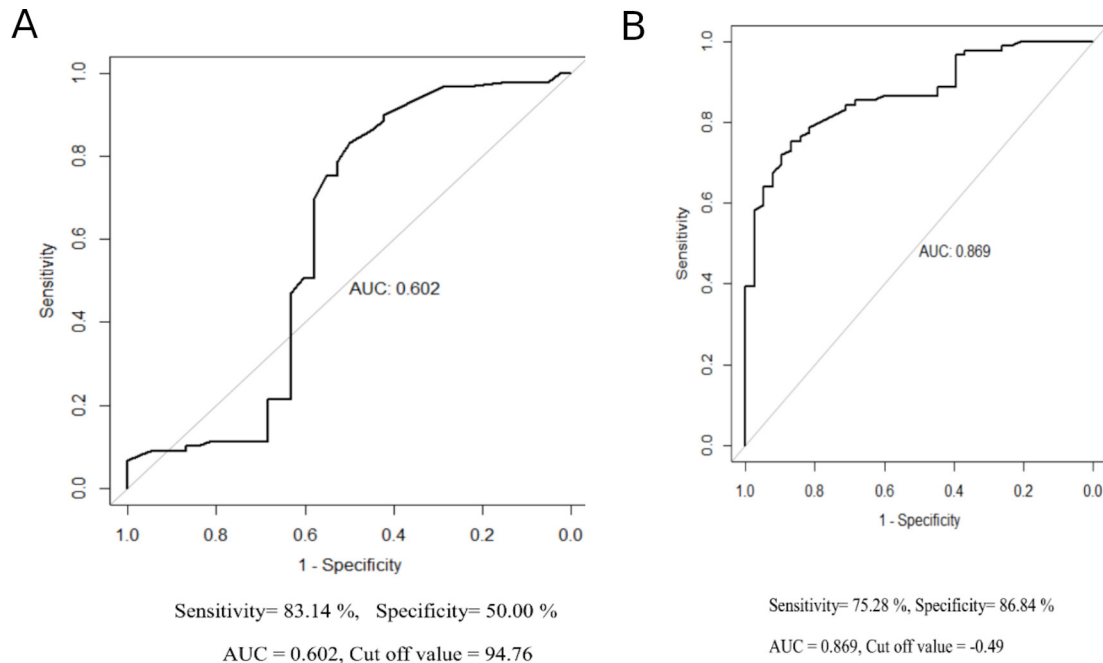 A
1.0
0.8
0.6
0.4
0.2
0.0
Sensitivity
AUC: 0.602
1.0 0.8 0.6 0.4 0.2 0.0
1 - Specificity
Sensitivity= 83.14 %, Specificity= 50.00 %
AUC = 0.602, Cut off value = 94.76
B
1.0
0.8
0.6
0.4
0.2
0.0
Sensitivity
AUC: 0.869
1.0 0.8 0.6 0.4 0.2 0.0
1 - Specificity
Sensitivity= 75.28 %, Specificity= 86.84 %
AUC = 0.869, Cut off value = -0.49